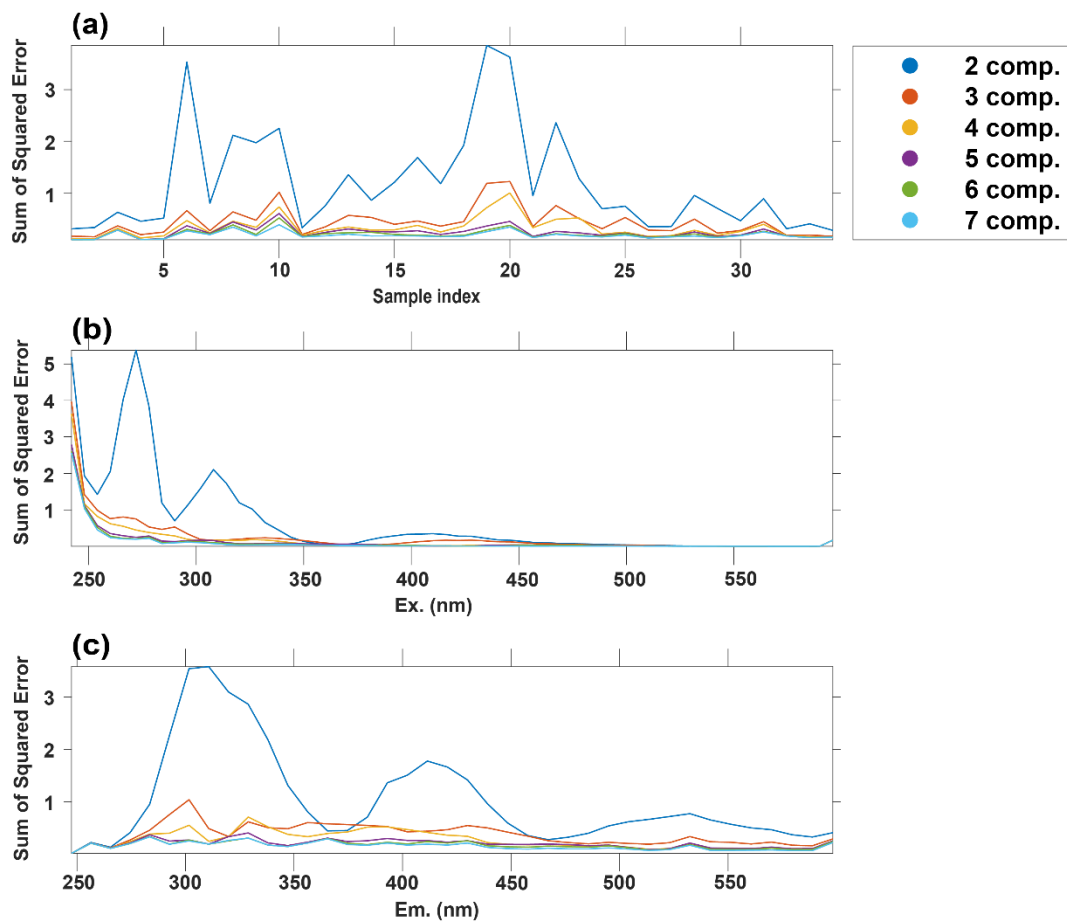 (a)
Sum of Squared Error
3
2
1
5
10
15
20
25
30
Sample index
2 comp.
3 comp.
4 comp.
5 comp.
6 comp.
7 comp.
(b)
Sum of Squared Error
5
4
3
2
1
250
300
350
400
450
500
550
Ex. (nm)
(c)
Sum of Squared Error
3
2
1
250
300
350
400
450
500
550
Em. (nm)